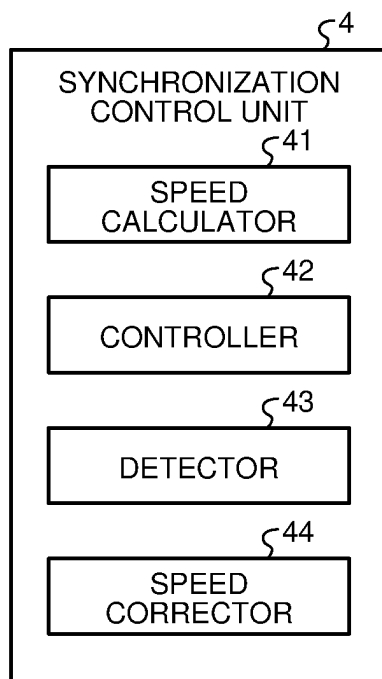 4
SYNCHRONIZATION
CONTROL UNIT
41
SPEED
CALCULATOR
42
CONTROLLER
43
DETECTOR
44
SPEED
CORRECTOR